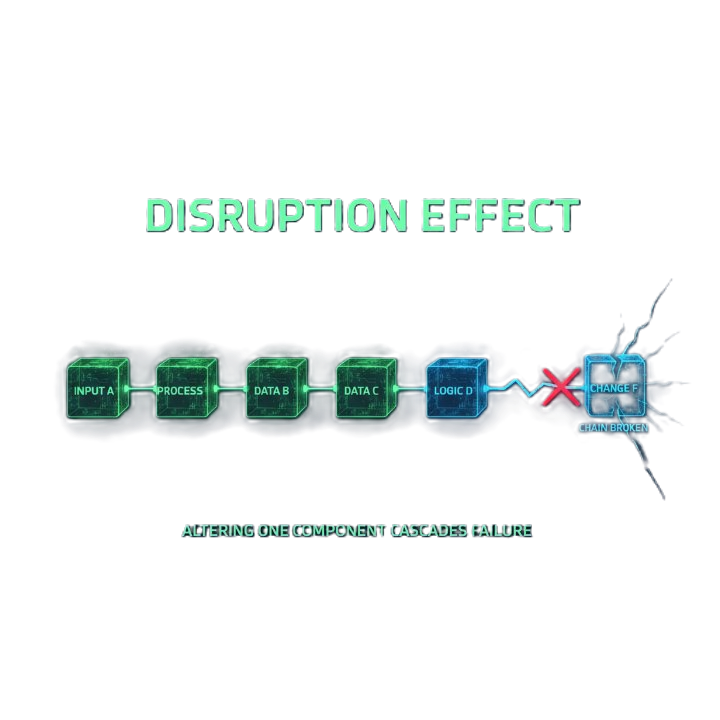 DISRUPTION EFFECT
INPUT A
PROCESS
DATA B
DATA C
LOGIC D
CHANGE F
CHAIN BROKEN
ALTERING ONE COMPONENT CASCADES FAILURE